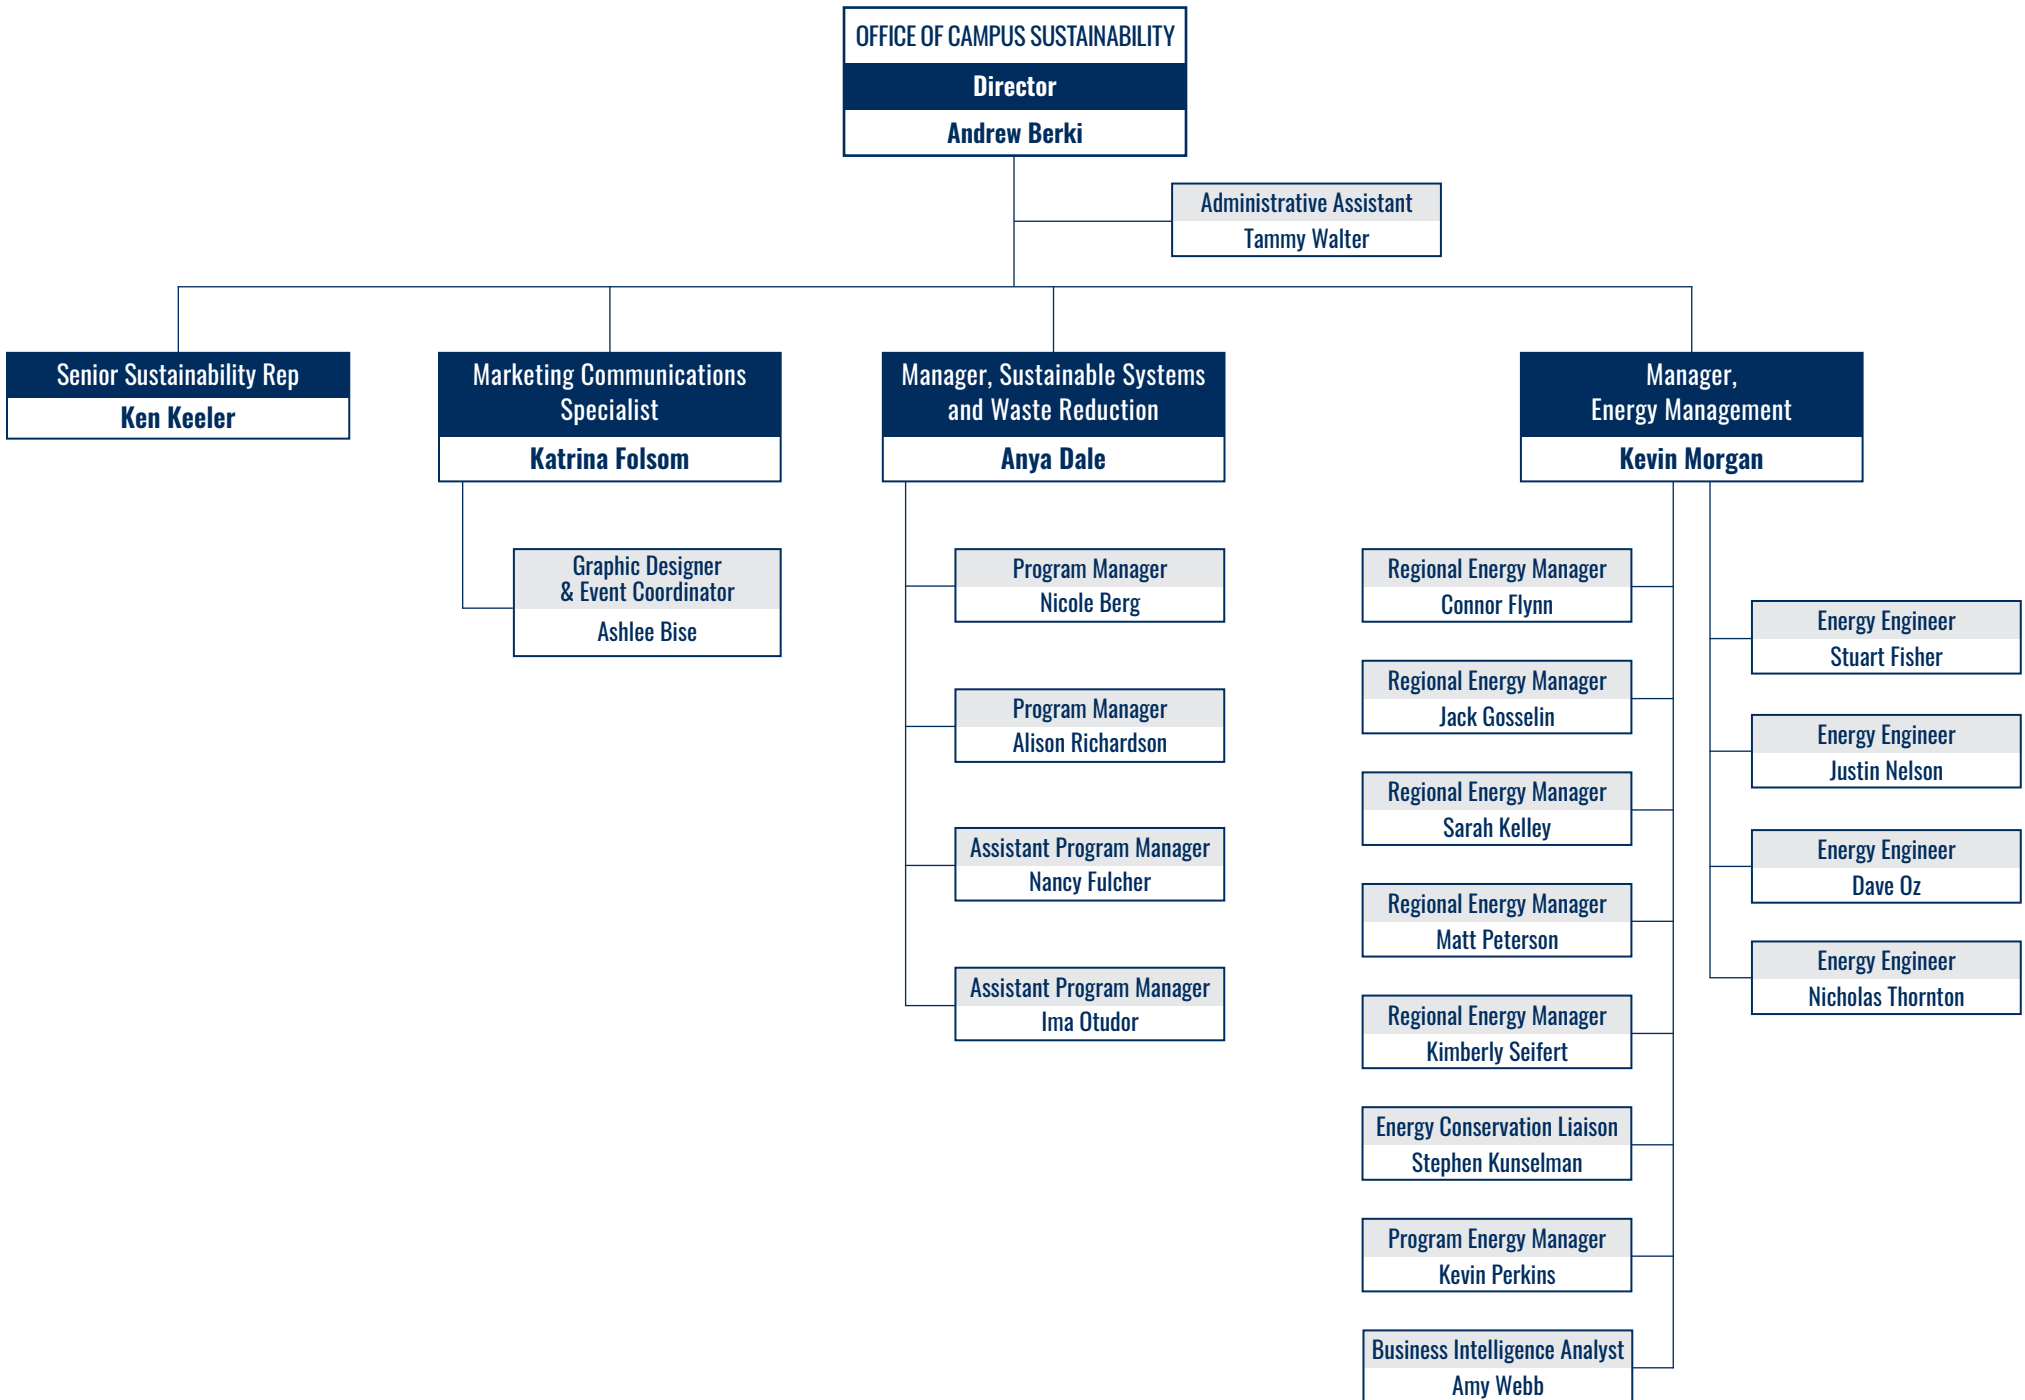 OFFICE OF CAMPUS SUSTAINABILITY
Director
Andrew Berki
Administrative Assistant
Tammy Walter
Senior Sustainability Rep
Ken Keeler
Marketing Communications
Specialist
Katrina Folsom
Graphic Designer
& Event Coordinator
Ashlee Bise
Manager, Sustainable Systems
and Waste Reduction
Anya Dale
Program Manager
Nicole Berg
Program Manager
Alison Richardson
Assistant Program Manager
Nancy Fulcher
Assistant Program Manager
Ima Otudor
Manager,
Energy Management
Kevin Morgan
Regional Energy Manager
Connor Flynn
Regional Energy Manager
Jack Gosselin
Regional Energy Manager
Sarah Kelley
Regional Energy Manager
Matt Peterson
Regional Energy Manager
Kimberly Seifert
Energy Conservation Liaison
Stephen Kunselman
Program Energy Manager
Kevin Perkins
Business Intelligence Analyst
Amy Webb
Energy Engineer
Stuart Fisher
Energy Engineer
Justin Nelson
Energy Engineer
Dave Oz
Energy Engineer
Nicholas Thornton